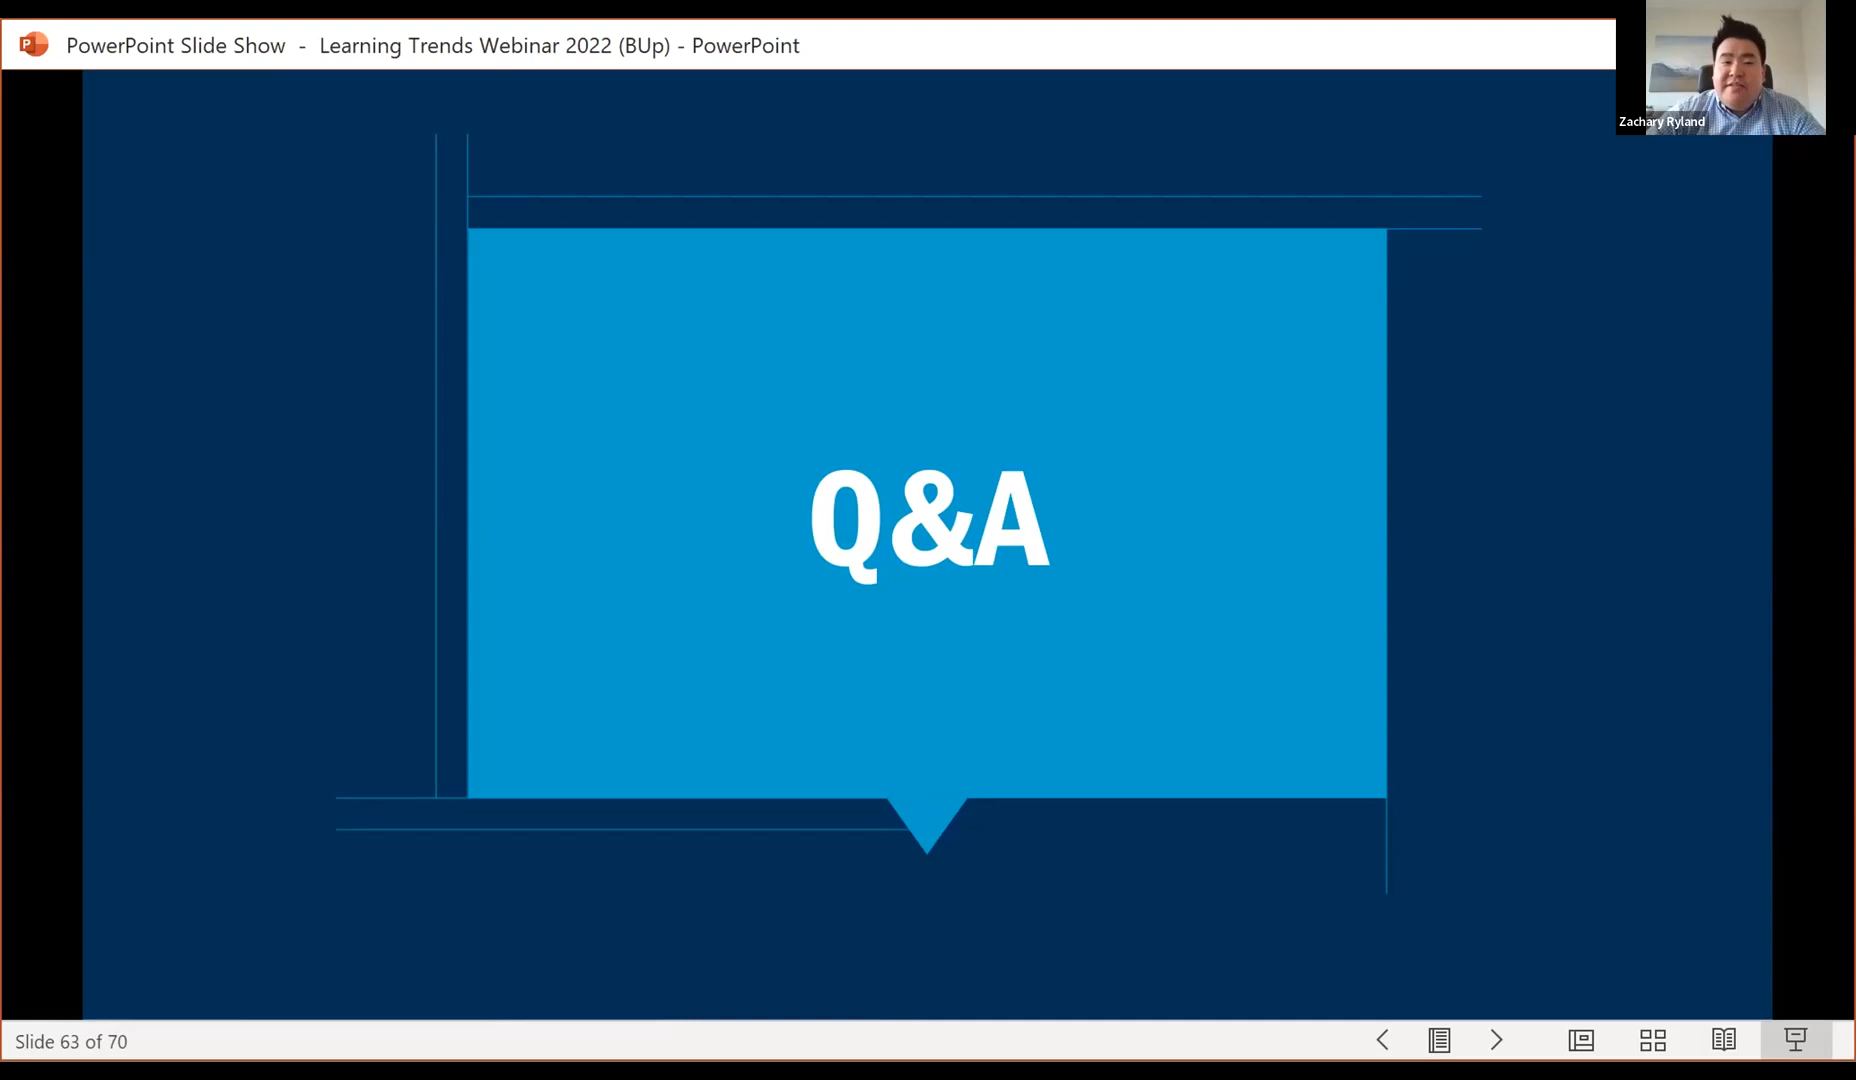 PowerPoint Slide Show - Learning Trends Webinar 2022 (BUp) - PowerPoint
Zachary Ryland
Q&A
Slide 63 of 70